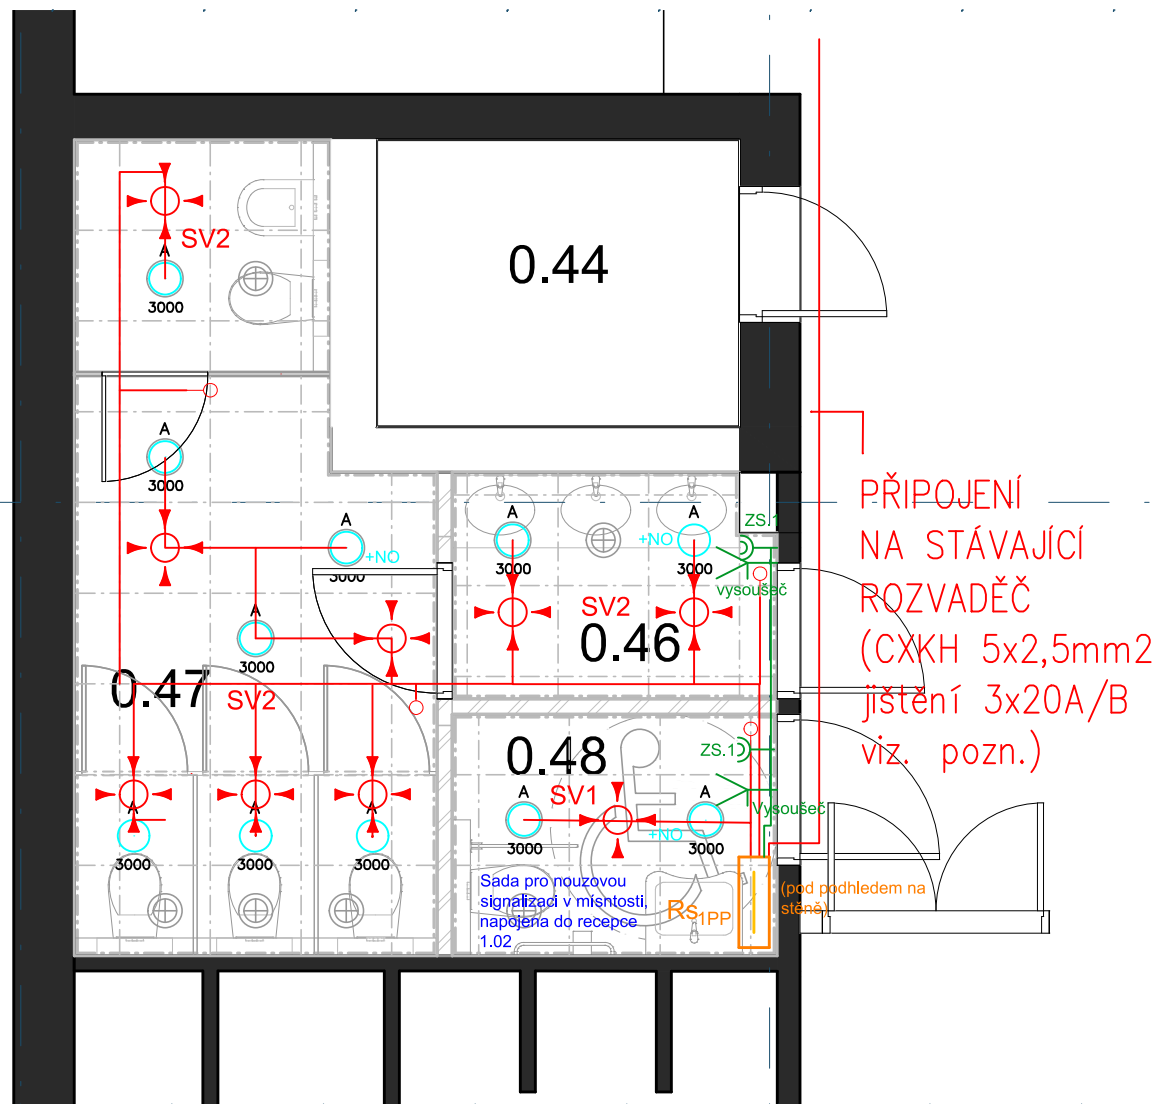 SV2
A
3000
0.44
A
3000
A
+NO
3000
A
3000
0.47
SV2
A
3000
A
3000
A
3000
A
3000
A
+NO
3000
ZS.1
vysoušeč
SV2
0.46
0.48
SV1
ZS.1
Vysoušeč
A
3000
A
+NO
3000
Sada pro nouzovou
signalizaci v mísntosti,
napojena do recepce
1.02
Rs1PP
(pod podhledem na
stěně)
PŘIPOJENÍ
NA STÁVAJÍCÍ
ROZVADĚČ
(CXKH 5x2,5mm2
jištění 3x20A/B
viz. pozn.)